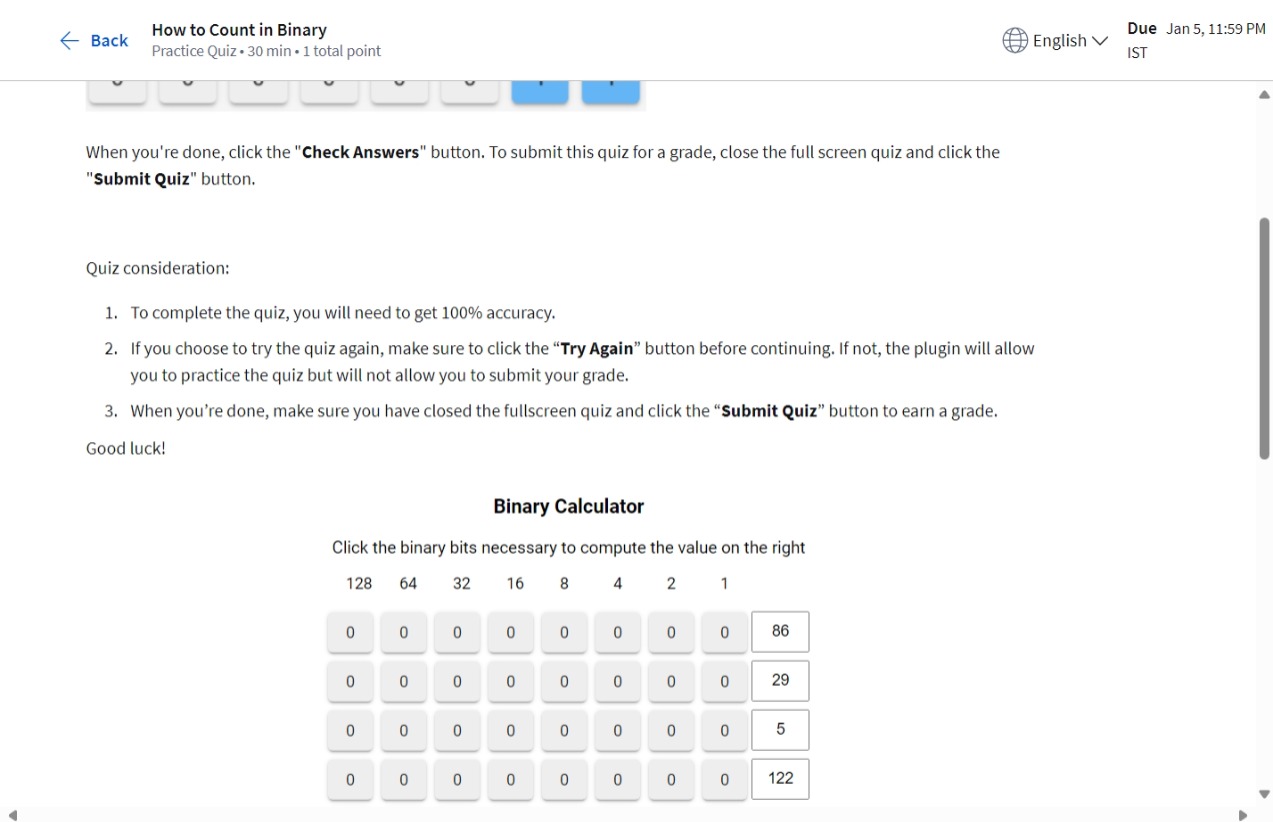 Back
How to Count in Binary
Practice Quiz • 30 min • 1 total point
English
Due Jan 5, 11:59 PM
IST
When you're done, click the "Check Answers" button. To submit this quiz for a grade, close the full screen quiz and click the
"Submit Quiz" button.
Quiz consideration:
1. To complete the quiz, you will need to get 100% accuracy.
2. If you choose to try the quiz again, make sure to click the “Try Again” button before continuing. If not, the plugin will allow
you to practice the quiz but will not allow you to submit your grade.
3. When you’re done, make sure you have closed the fullscreen quiz and click the “Submit Quiz” button to earn a grade.
Good luck!
Binary Calculator
Click the binary bits necessary to compute the value on the right
128 64 32 16 8 4 2 1
0 0 0 0 0 0 0 0 86
0 0 0 0 0 0 0 0 29
0 0 0 0 0 0 0 0 5
0 0 0 0 0 0 0 0 122